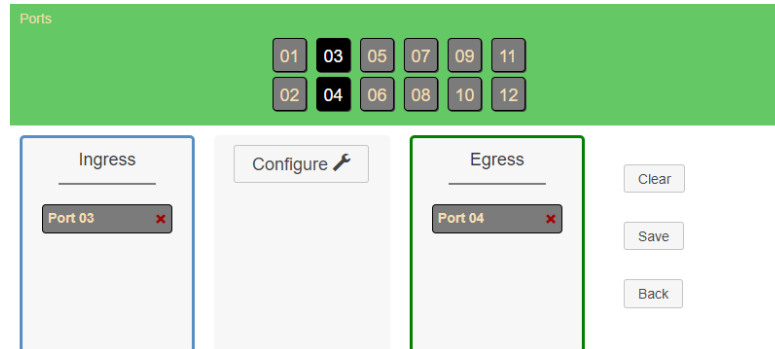 Ports
01 03 05 07 09 11
02 04 06 08 10 12
Ingress
Configure
Egress
Clear
Port 03
Port 04
Save
Back